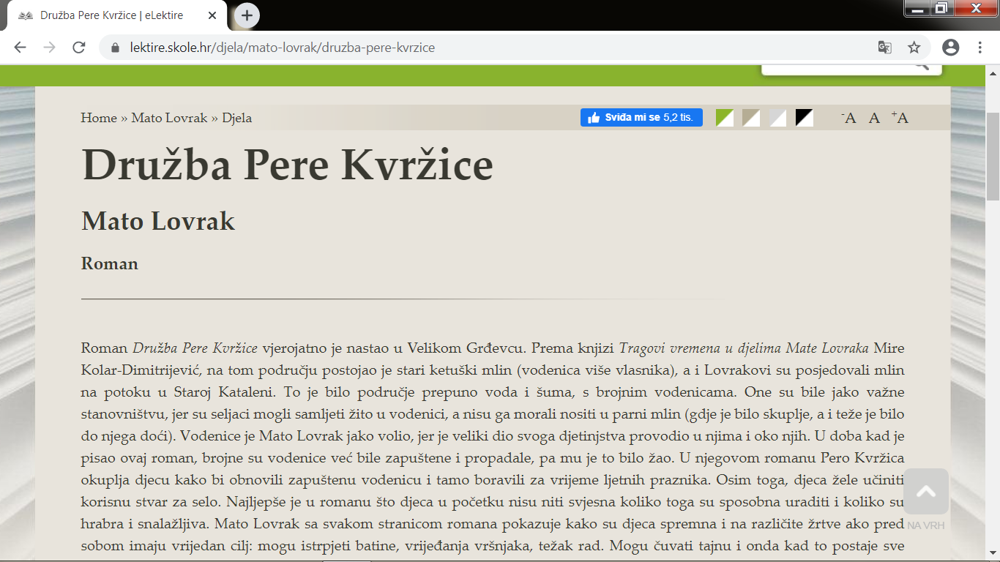 Družba Pere Kvržice | eLektire
lektire.skole.hr/djela/mato-lovrak/druzba-pere-kvrzice
Home » Mato Lovrak » Djela
Sviđa mi se 5,2 tis.
-A A +A
Družba Pere Kvržice
Mato Lovrak
Roman
Roman Družba Pere Kvržice vjerojatno je nastao u Velikom Grđevcu. Prema knjizi Tragovi vremena u djelima Mate Lovraka Mire
Kolar-Dimitrijević, na tom području postojao je stari ketuški mlin (vodenica više vlasnika), a i Lovrakovi su posjedovali mlin
na potoku u Staroj Kataleni. To je bilo područje prepuno voda i šuma, s brojnim vodenicama. One su bile jako važne
stanovništvu, jer su seljaci mogli samljeti žito u vodenici, a nisu ga morali nositi u parni mlin (gdje je bilo skuplje, a i teže je bilo
do njega doći). Vodenice je Mato Lovrak jako volio, jer je veliki dio svoga djetinjstva provodio u njima i oko njih. U doba kad je
pisao ovaj roman, brojne su vodenice već bile zapuštene i propadale, pa mu je to bilo žao. U njegovom romanu Pero Kvržica
okuplja djecu kako bi obnovili zapuštenu vodenicu i tamo boravili za vrijeme ljetnih praznika. Osim toga, djeca žele učiniti
korisnu stvar za selo. Najljepše je u romanu što djeca u početku nisu niti svjesna koliko toga su sposobna uraditi i koliko su
hrabra i snalažljiva. Mato Lovrak sa svakom stranicom romana pokazuje kako su djeca spremna i na različite žrtve ako pred
sobom imaju vrijedan cilj: mogu istrpjeti batine, vrijeđanja vršnjaka, težak rad. Mogu čuvati tajnu i onda kad to postaje sve
NA VRH